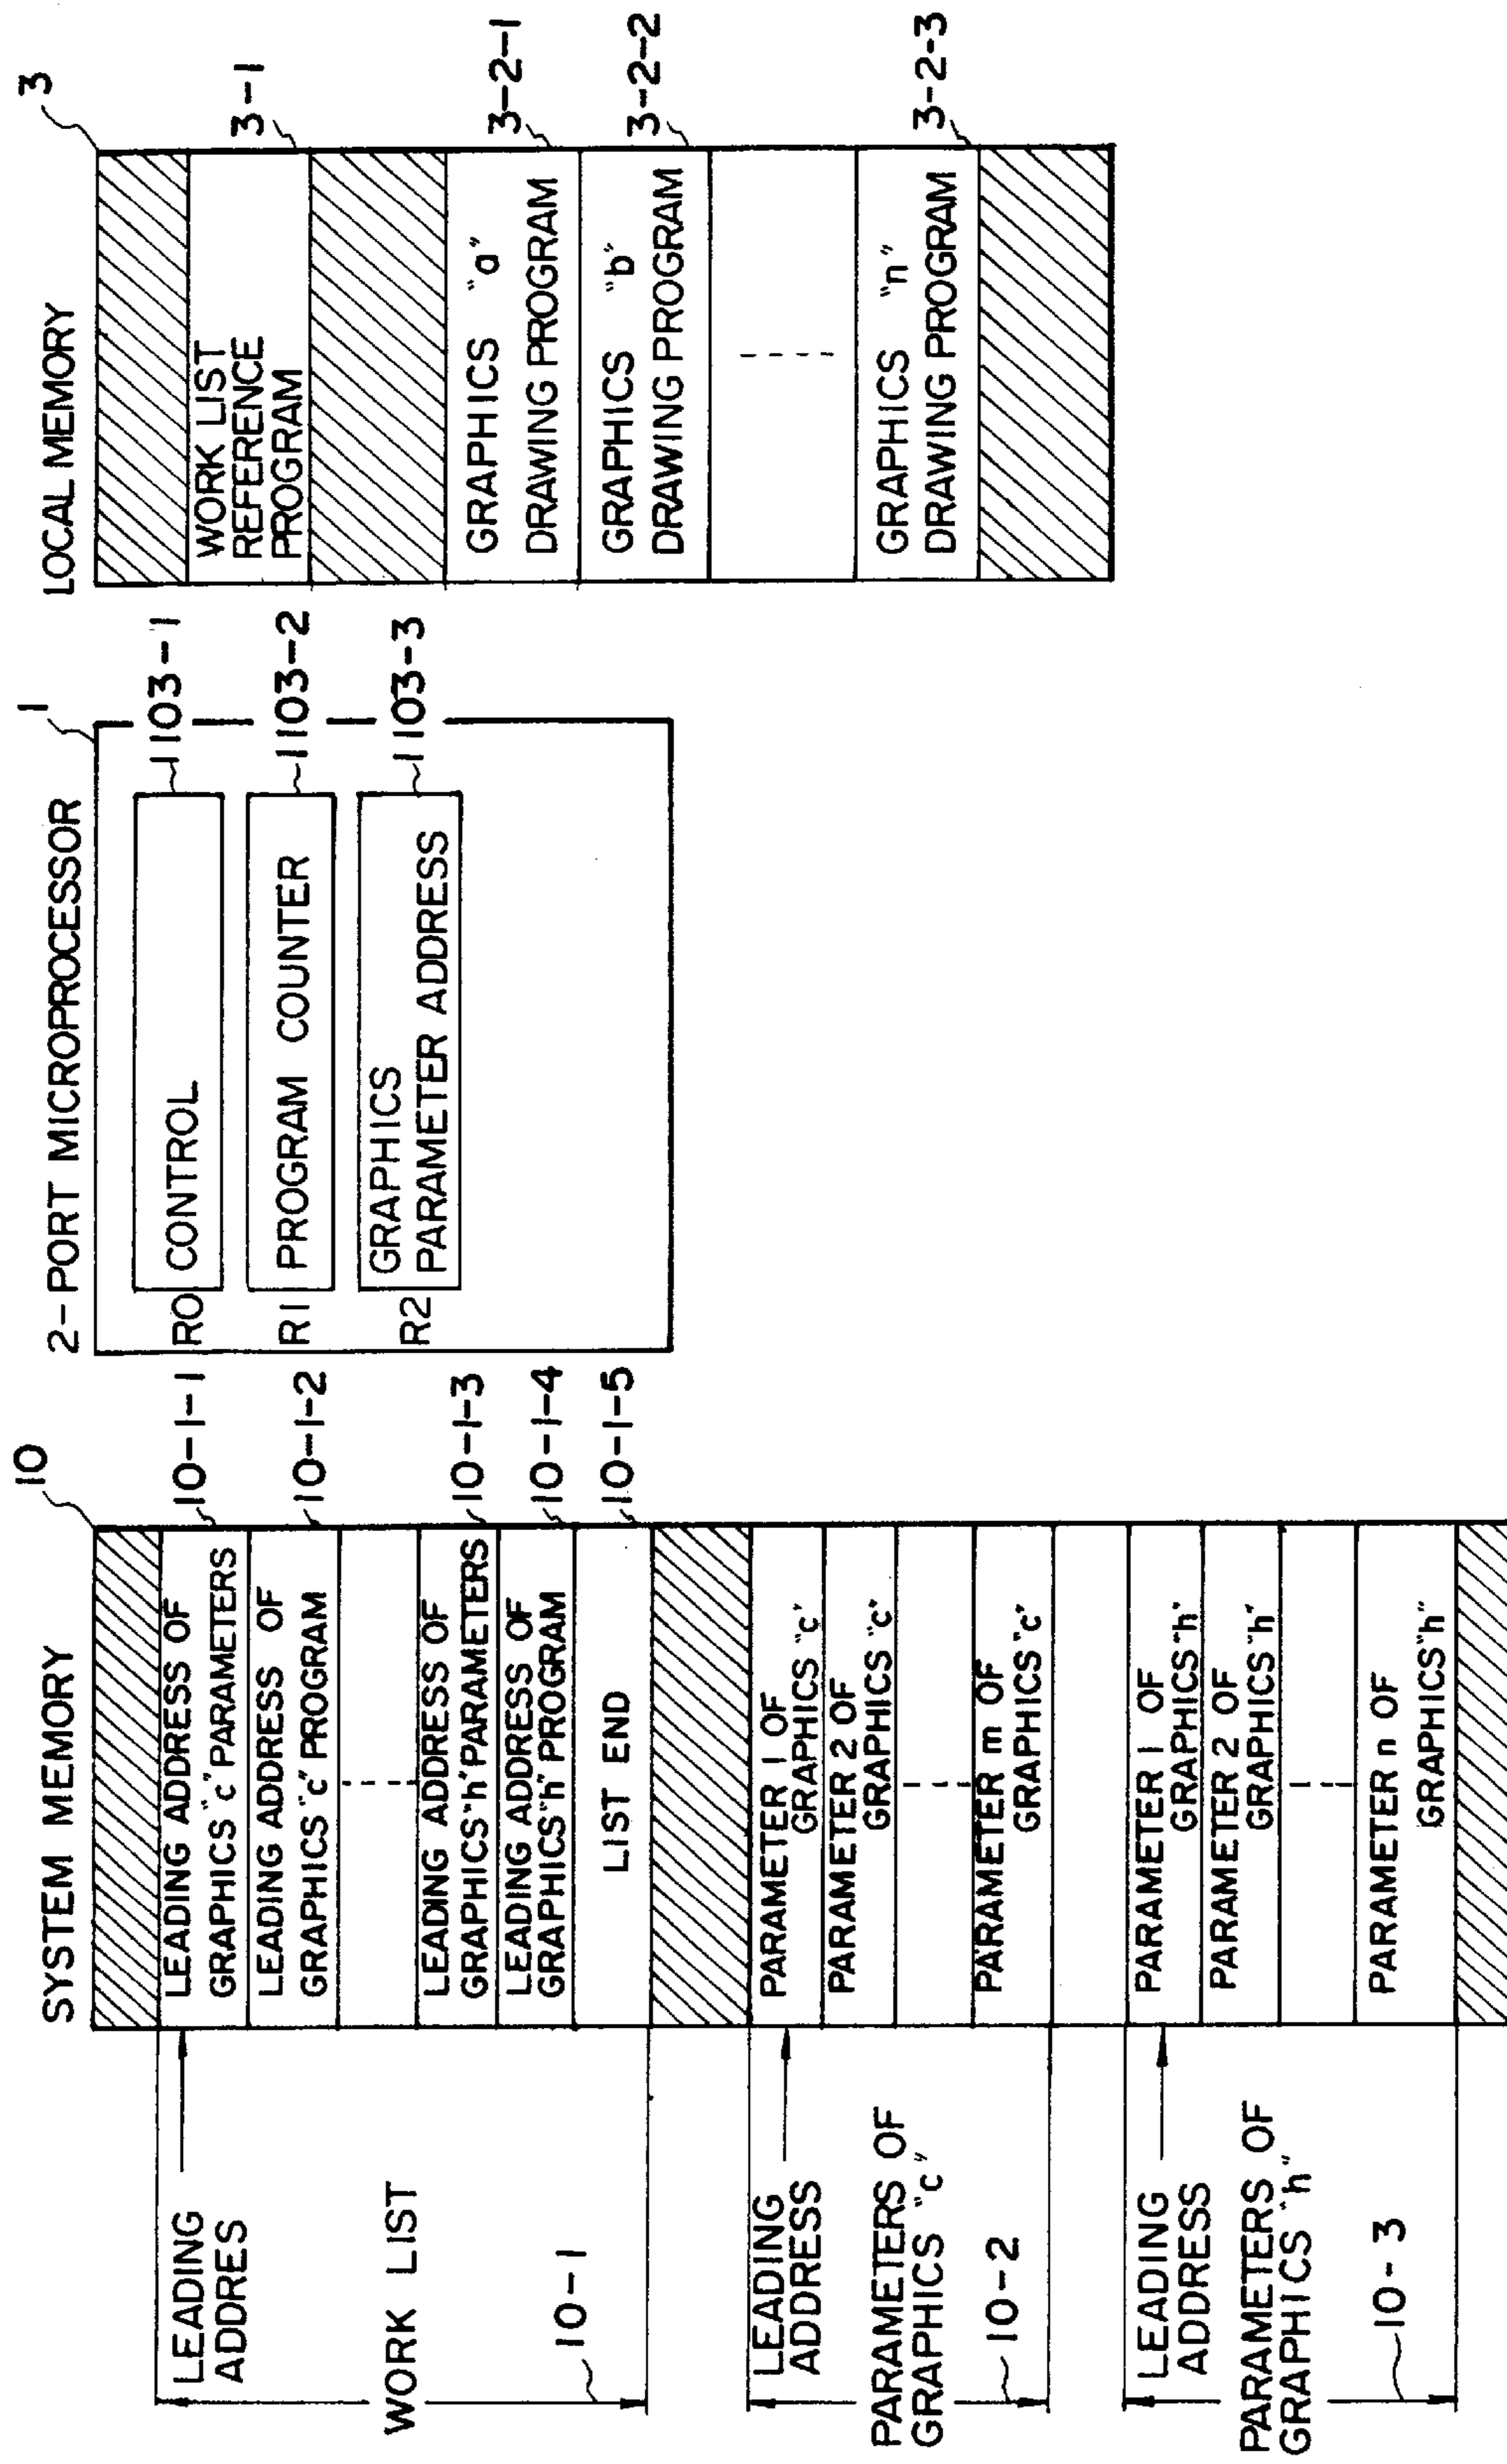 SYSTEM MEMORY
10
LEADING ADDRESS OF
GRAPHICS "c" PARAMETERS
10-1-1
LEADING ADDRESS OF
GRAPHICS "c" PROGRAM
10-1-2
LEADING ADDRESS OF
GRAPHICS "h" PARAMETERS
10-1-3
LEADING ADDRESS OF
GRAPHICS "h" PROGRAM
10-1-4
LIST END
10-1-5
LEADING
ADDRES
WORK LIST
10-1
PARAMETER 1 OF
GRAPHICS "c"
PARAMETER 2 OF
GRAPHICS "c"
PARAMETER m OF
GRAPHICS "c"
LEADING
ADDRESS
PARAMETERS OF
GRAPHICS "c"
10-2
PARAMETER 1 OF
GRAPHICS "h"
PARAMETER 2 OF
GRAPHICS "h"
PARAMETER n OF
GRAPHICS "h"
LEADING
ADDRESS
PARAMETERS OF
GRAPHICS "h"
10-3
2-PORT MICROPROCESSOR
1
R0 CONTROL
1103-1
R1 PROGRAM COUNTER
1103-2
R2
GRAPHICS
PARAMETER ADDRESS
1103-3
LOCAL MEMORY
3
WORK LIST
REFERENCE
PROGRAM
3-1
GRAPHICS "a"
DRAWING PROGRAM
3-2-1
GRAPHICS "b"
DRAWING PROGRAM
3-2-2
GRAPHICS "n"
DRAWING PROGRAM
3-2-3